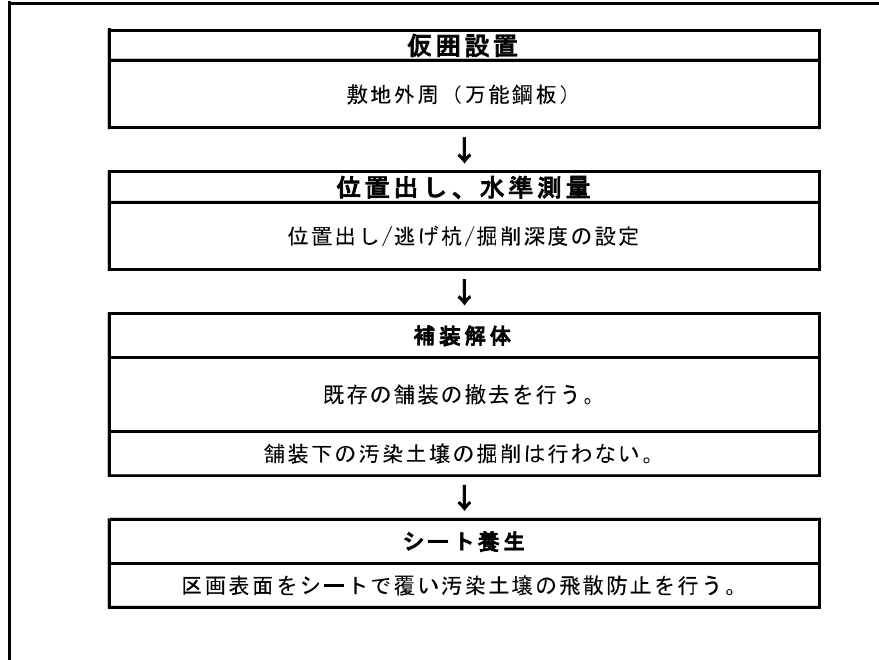 仮囲設置
敷地外周（万能鋼板）
↓
位置出し、水準測量
位置出し/逃げ杭/掘削深度の設定
↓
補装解体
既存の舗装の撤去を行う。
舗装下の汚染土壌の掘削は行わない。
↓
シート養生
区画表面をシートで覆い汚染土壌の飛散防止を行う。